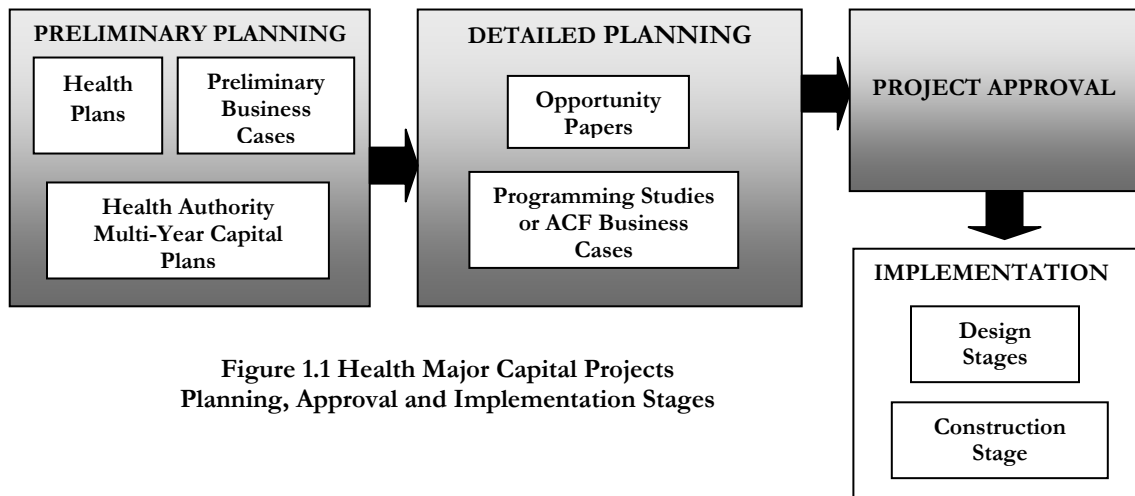 PRELIMINARY PLANNING
Health
Plans
Preliminary
Business
Cases
Health Authority
Multi-Year Capital
Plans
DETAILED PLANNING
Opportunity
Papers
Programming Studies
or ACF Business
Cases
PROJECT APPROVAL
IMPLEMENTATION
Design
Stages
Construction
Stage
Figure 1.1 Health Major Capital Projects
Planning, Approval and Implementation Stages